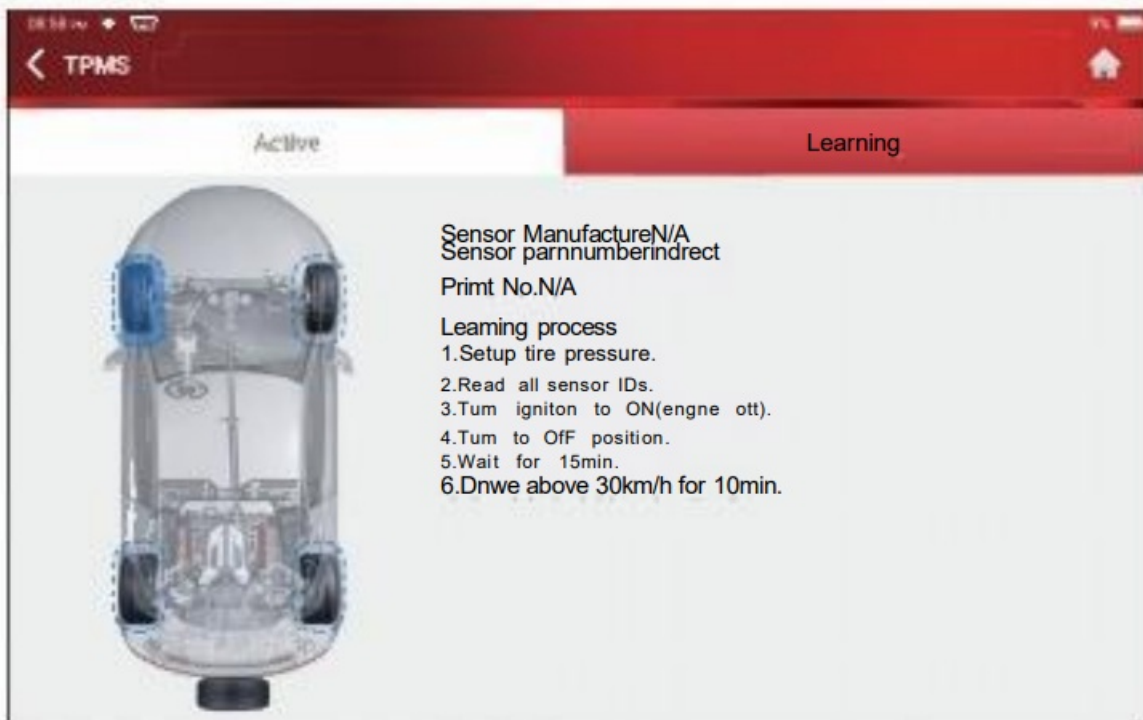 TPMS
Active
Learning
Sensor ManufactureN/A
Sensor parnnumberindrect
Primt No.N/A
Leaming process
1.Setup tire pressure.
2.Read all sensor IDs.
3.Tum igniton to ON(engne ott).
4.Tum to OfF position.
5.Wait for 15min.
6.Dnwe above 30km/h for 10min.